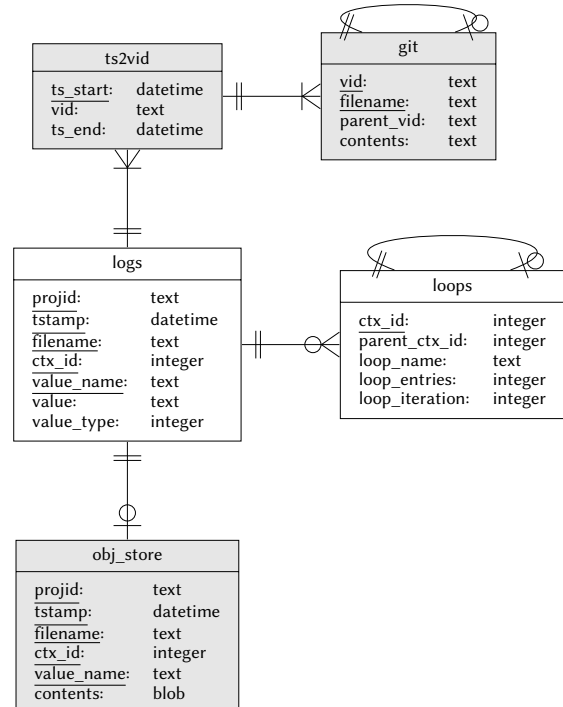 ts2vid
ts_start: datetime
vid: text
ts_end: datetime
git
vid: text
filename: text
parent_vid: text
contents: text
logs
projid: text
tstamp: datetime
filename: text
ctx_id: integer
value_name: text
value: text
value_type: integer
loops
ctx_id: integer
parent_ctx_id: integer
loop_name: text
loop_entries: integer
loop_iteration: integer
obj_store
projid: text
tstamp: datetime
filename: text
ctx_id: integer
value_name: text
contents: blob